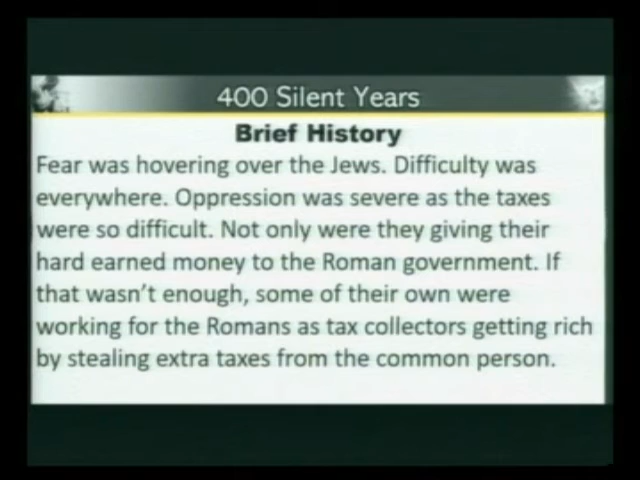 400 Silent Years
Brief History
Fear was hovering over the Jews. Difficulty was
everywhere. Oppression was severe as the taxes
were so difficult. Not only were they giving their
hard earned money to the Roman government. If
that wasn't enough, some of their own were
working for the Romans as tax collectors getting rich
by stealing extra taxes from the common person.